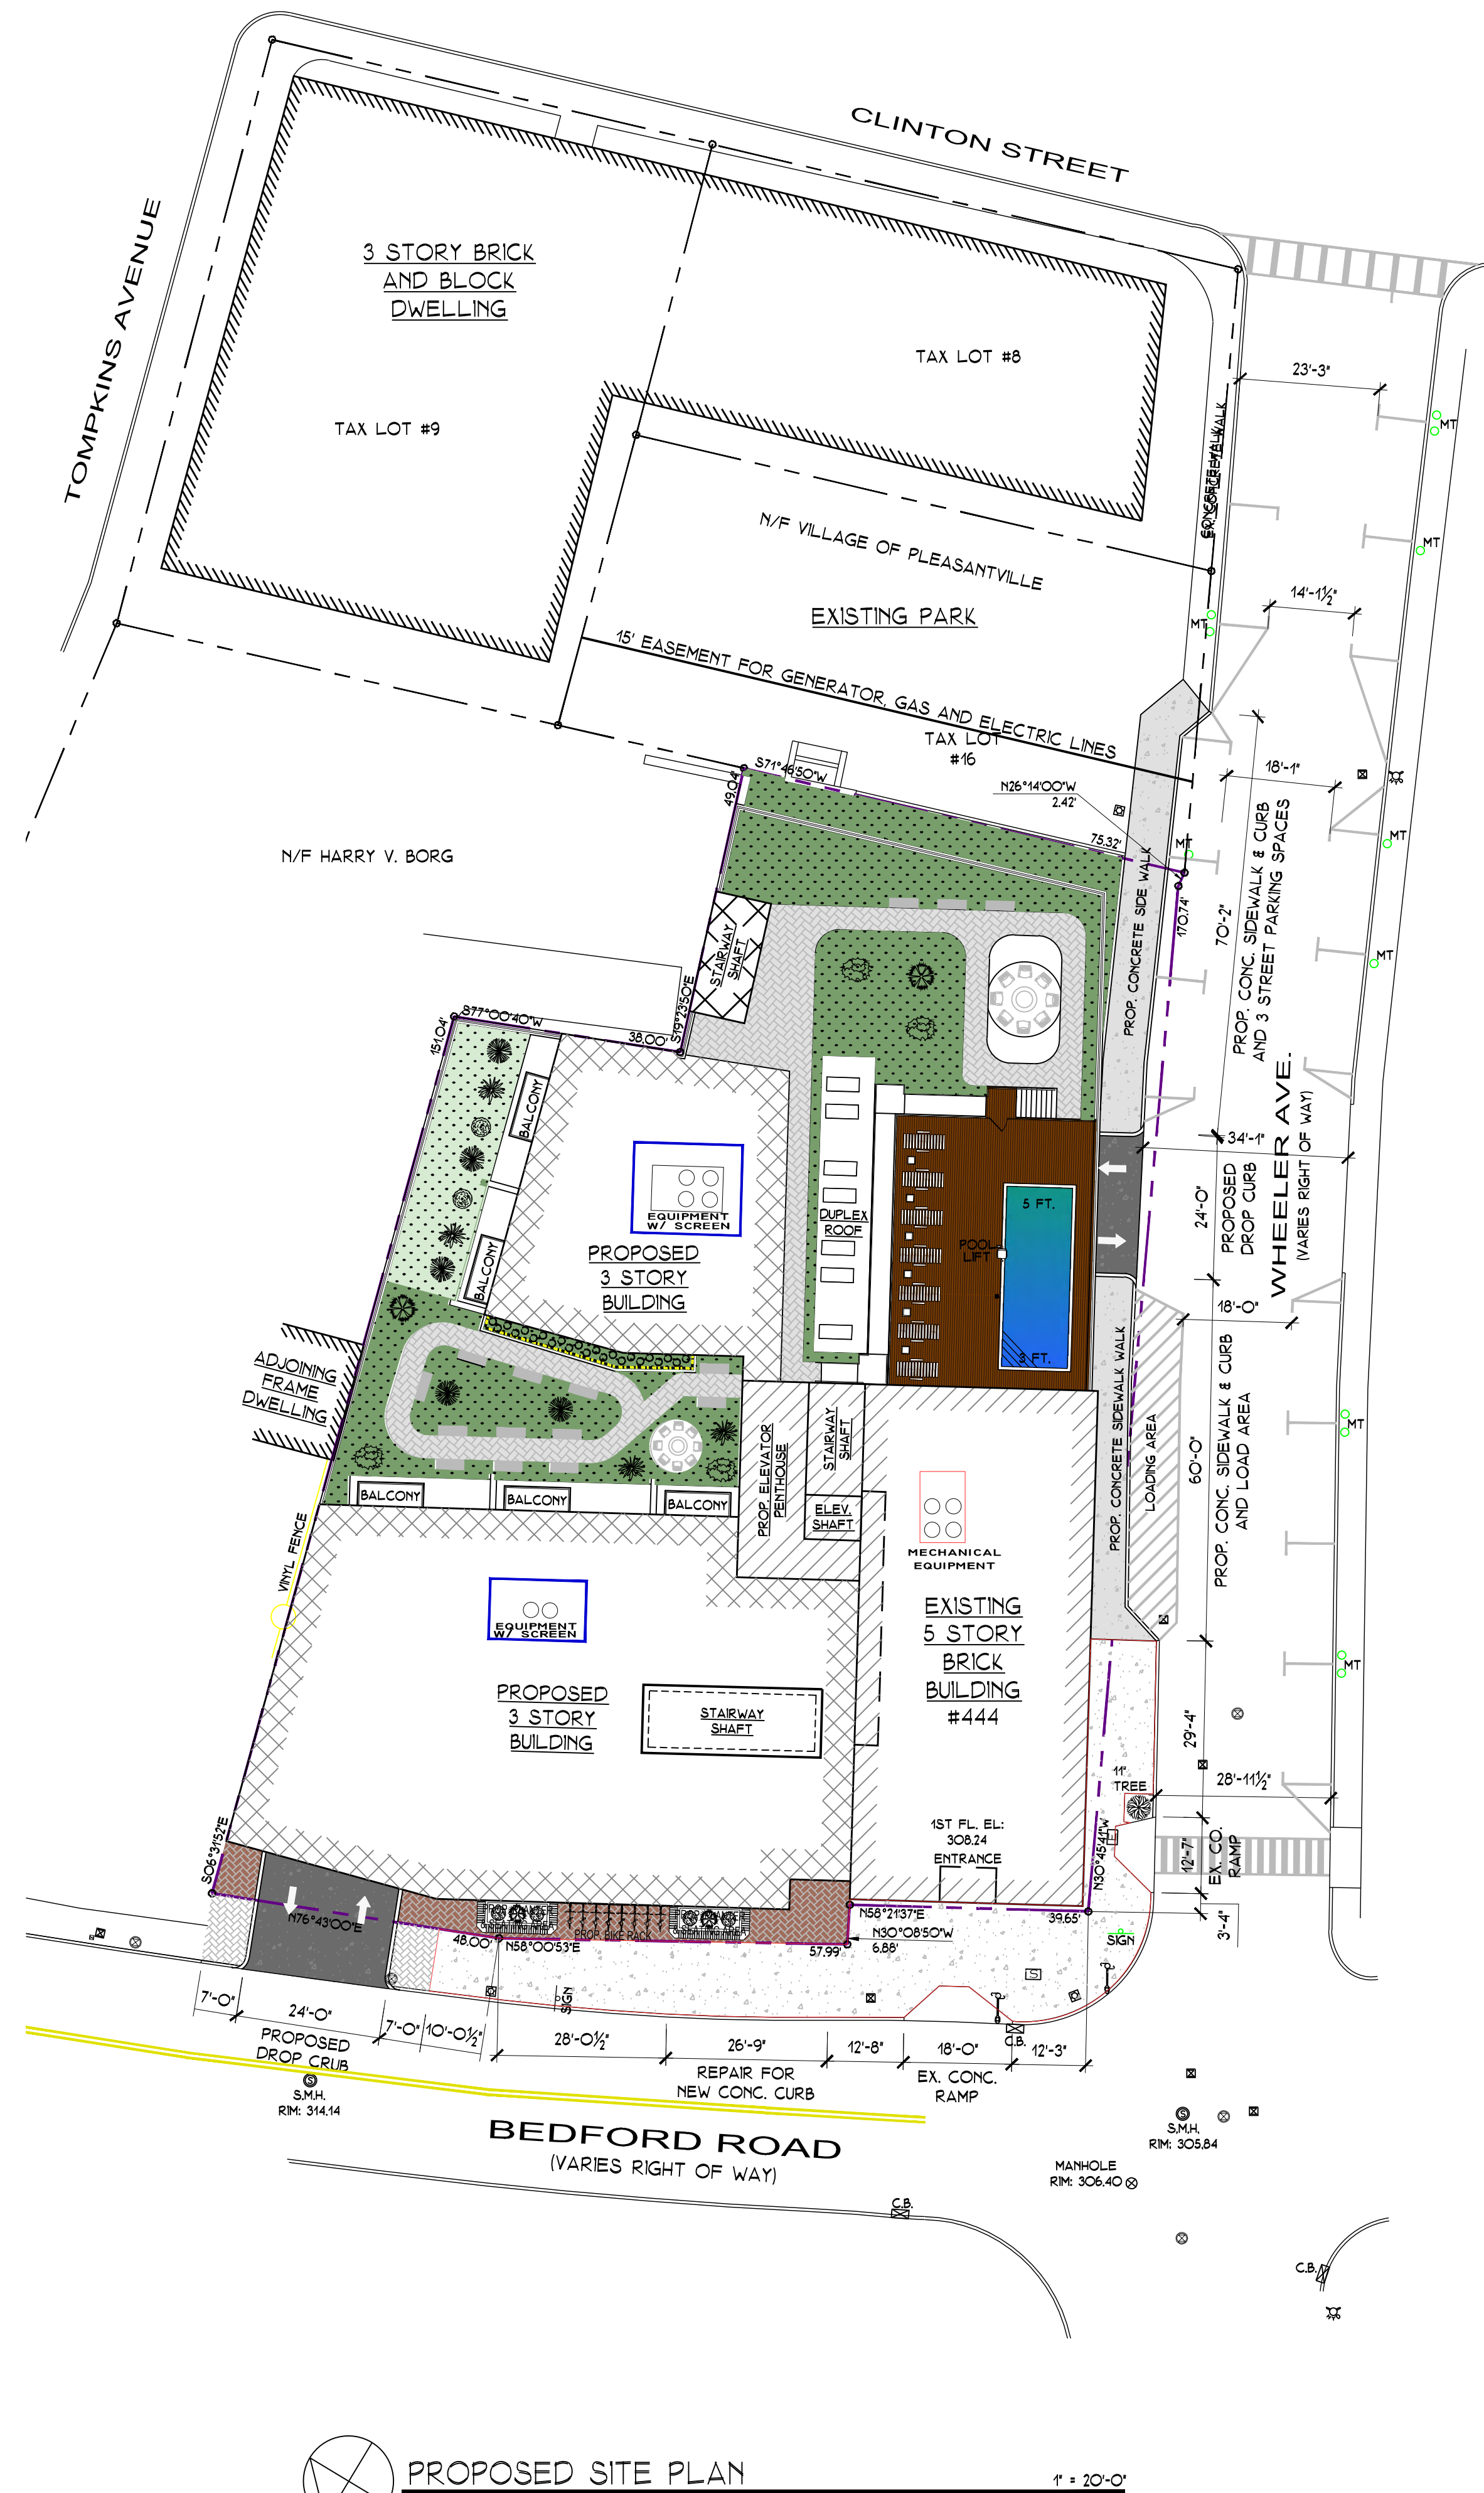 CLINTON STREET
TOMPKINS AVENUE
3 STORY BRICK
AND BLOCK
DWELLING
TAX LOT #8
TAX LOT #9
23'-3"
MT
EX. CONCRETE WALK
CONCRETE WALK
N/F VILLAGE OF PLEASANTVILLE
MT
EXISTING PARK
14'-1½"
MT
15' EASEMENT FOR GENERATOR, GAS AND ELECTRIC LINES
TAX LOT
#16
S71°46'50"W
49.04'
N26°14'00"W
2.42'
18'-1"
75.32'
MT
MT
N/F HARRY V. BORG
PROP. CONCRETE SIDE WALK
170.74'
70'-2"
PROP. CONC. SIDEWALK & CURB
AND 3 STREET PARKING SPACES
STAIRWAY
SHAFT
MT
S19°23'50"E
S77°00'40"W
38.00'
151.04'
BALCONY
WHEELER AVE.
(VARIES RIGHT OF WAY)
34'-1"
EQUIPMENT
W/ SCREEN
DUPLEX
ROOF
5 FT.
POOL
LIFT
3 FT.
24'-0"
PROPOSED
DROP CURB
BALCONY
PROPOSED
3 STORY
BUILDING
18'-0"
ADJOINING
FRAME
DWELLING
PROP. CONCRETE SIDEWALK WALK
LOADING AREA
60'-0"
PROP. CONC. SIDEWALK & CURB
AND LOAD AREA
MT
PROP. ELEVATOR
PENTHOUSE
STAIRWAY
SHAFT
ELEV.
SHAFT
BALCONY
BALCONY
BALCONY
MECHANICAL
EQUIPMENT
VINYL FENCE
EQUIPMENT
W/ SCREEN
EXISTING
5 STORY
BRICK
BUILDING
#444
MT
PROPOSED
3 STORY
BUILDING
STAIRWAY
SHAFT
29'-4"
11"
TREE
28'-11½"
1ST FL. EL:
308.24
ENTRANCE
E
12'-7"
EX. CO.
RAMP
N30°45'41"W
S06°31'52"E
N76°43'00"E
48.00'
N58°00'53"E
PROP. BIKE RACK
57.99'
N58°21'37"E
N30°08'50"W
6.88'
39.65'
SIGN
3'-4"
S
SIGN
7'-0"
24'-0"
7'-0"
10'-0½"
28'-0½"
26'-9"
12'-8"
18'-0"
C.B.
12'-3"
PROPOSED
DROP CRUB
REPAIR FOR
NEW CONC. CURB
EX. CONC.
RAMP
S
S.M.H.
RIM: 314.14
S
S.M.H.
RIM: 305.84
BEDFORD ROAD
(VARIES RIGHT OF WAY)
MANHOLE
RIM: 306.40
C.B.
C.B.
PROPOSED SITE PLAN
1" = 20'-0"